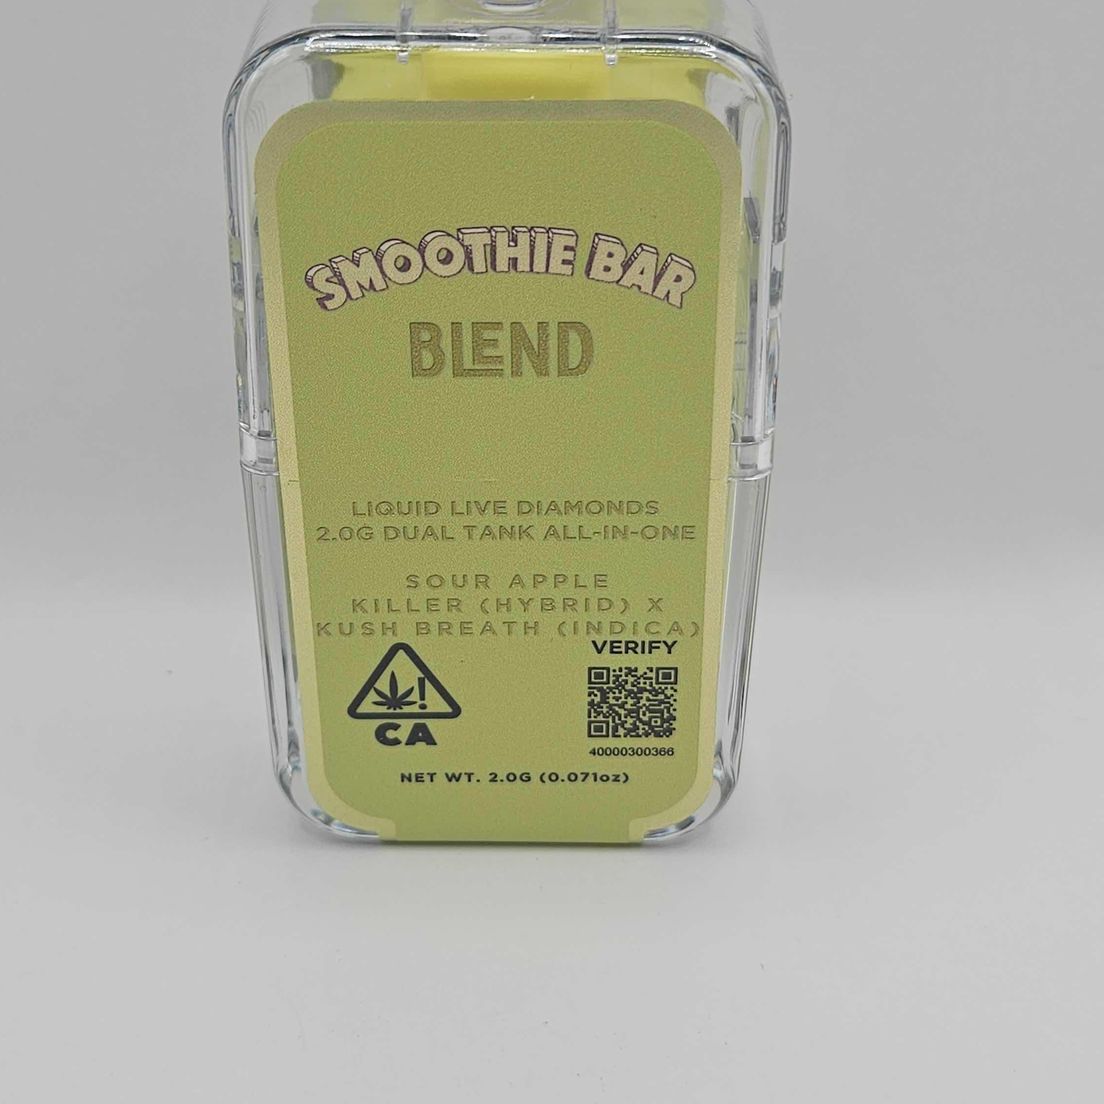 SMOOTHIE BAR
BLEND
LIQUID LIVE DIAMONDS
2.0G DUAL TANK ALL-IN-ONE
SOUR APPLE
KILLER (HYBRID) X
KUSH BREATH (INDICA)
VERIFY
CA
40000300366
NET WT. 2.0G (0.071oz)